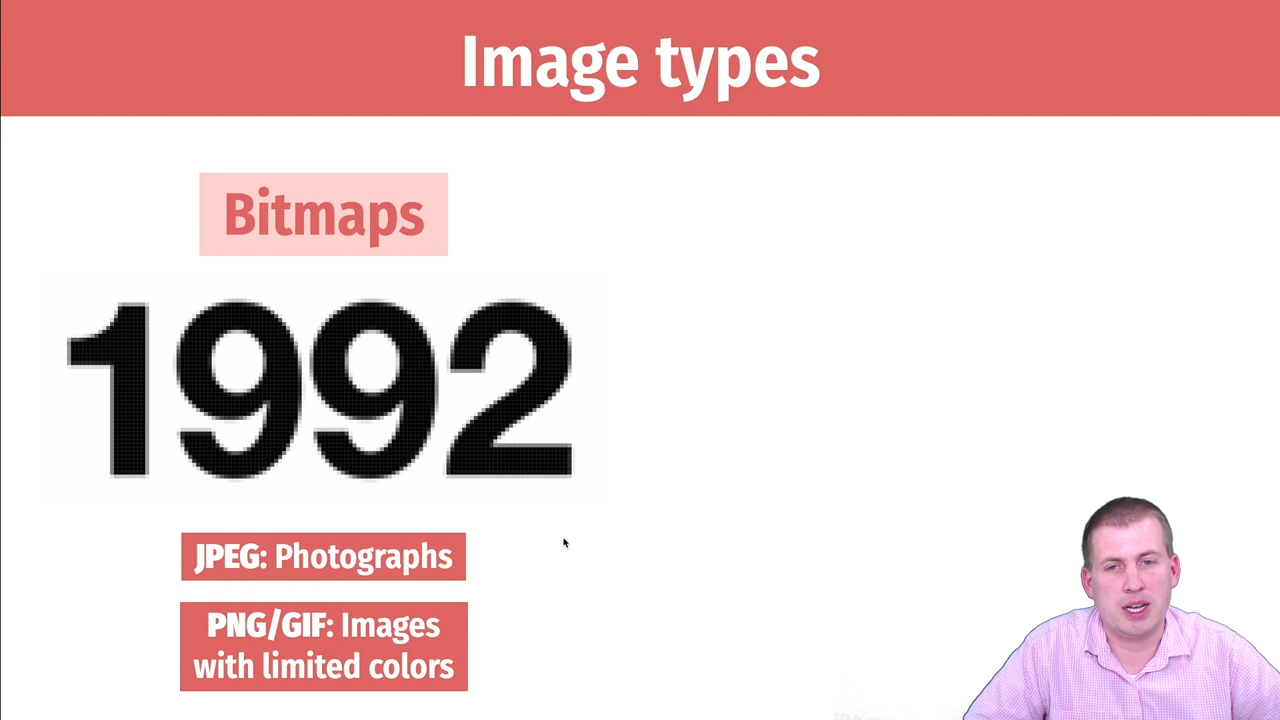 Image types
Bitmaps
1992
JPEG: Photographs
PNG/GIF: Images
with limited colors